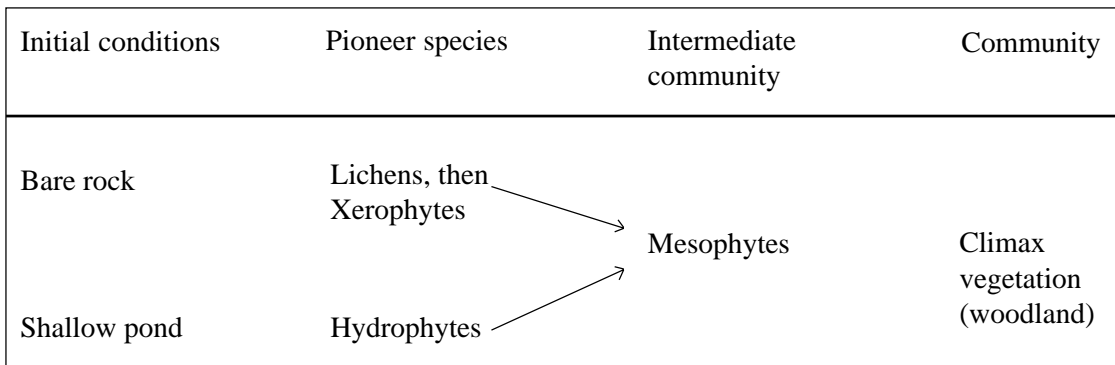 Initial conditions
Pioneer species
Intermediate
community
Community
Bare rock
Lichens, then
Xerophytes
Mesophytes
Climax
vegetation
(woodland)
Shallow pond
Hydrophytes